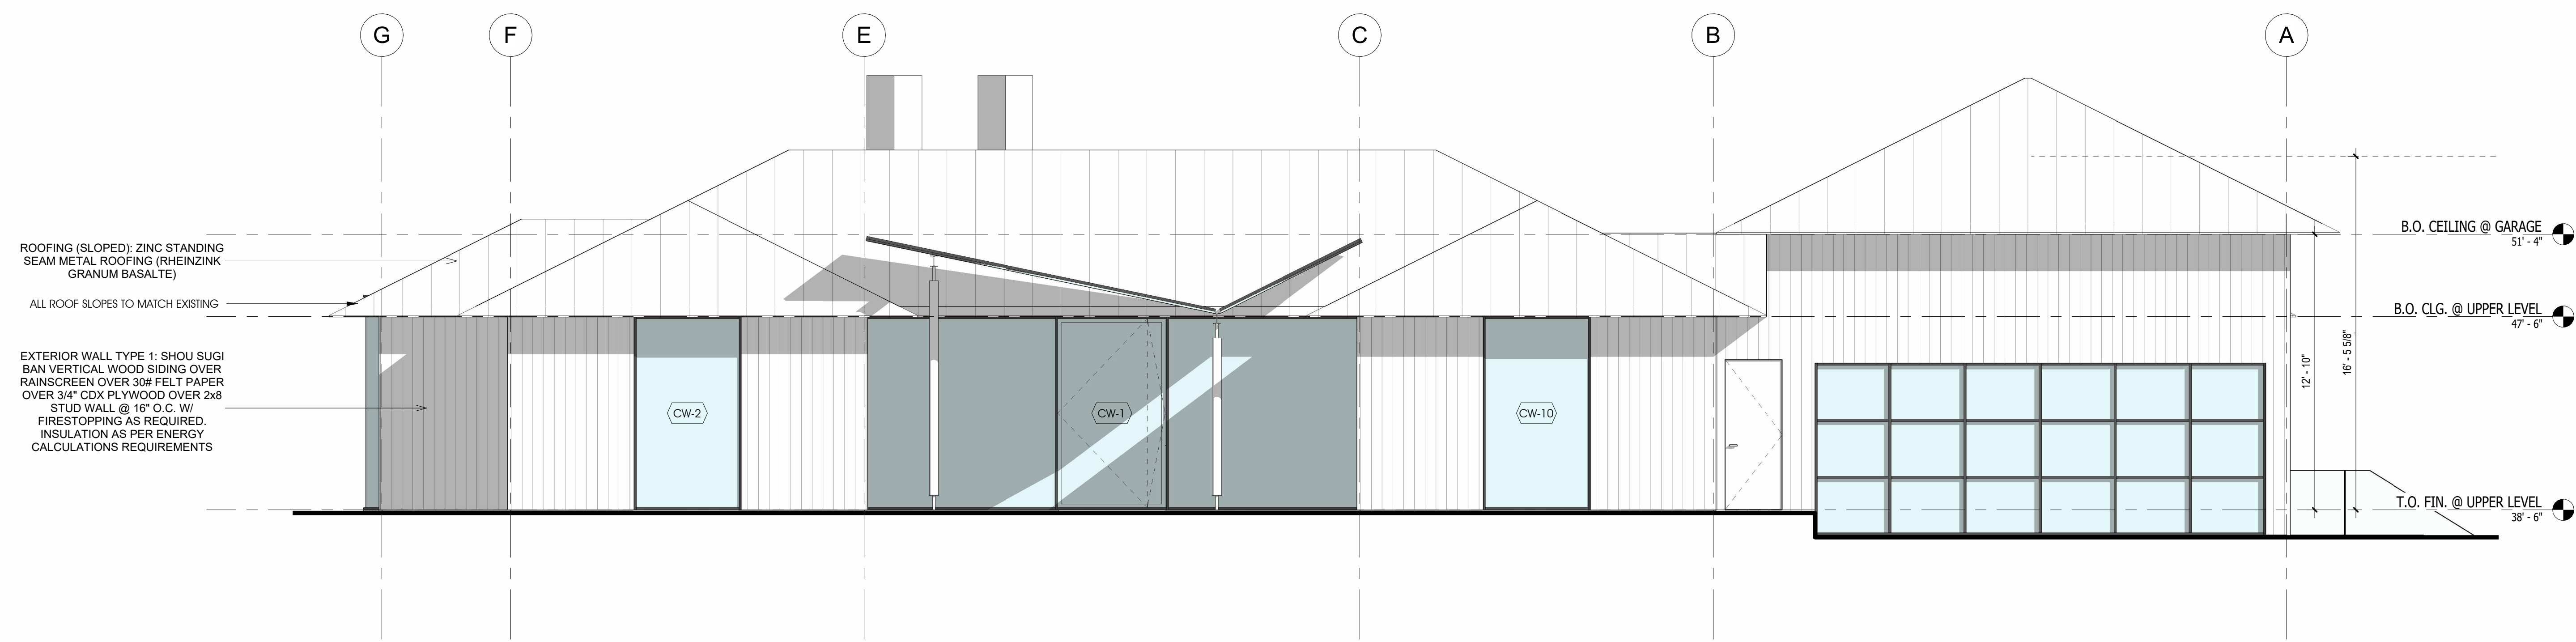 G
F
E
C
B
A
ROOFING (SLOPED): ZINC STANDING
SEAM METAL ROOFING (RHEINZINK
GRANUM BASALTE)
ALL ROOF SLOPES TO MATCH EXISTING
EXTERIOR WALL TYPE 1: SHOU SUGI
BAN VERTICAL WOOD SIDING OVER
RAINSCREEN OVER 30# FELT PAPER
OVER 3/4" CDX PLYWOOD OVER 2x8
STUD WALL @ 16" O.C. W/
FIRESTOPPING AS REQUIRED.
INSULATION AS PER ENERGY
CALCULATIONS REQUIREMENTS
CW-2
CW-1
CW-10
12' - 10"
16' - 5 5/8"
B.O. CEILING @ GARAGE
51' - 4"
B.O. CLG. @ UPPER LEVEL
47' - 6"
T.O. FIN. @ UPPER LEVEL
38' - 6"